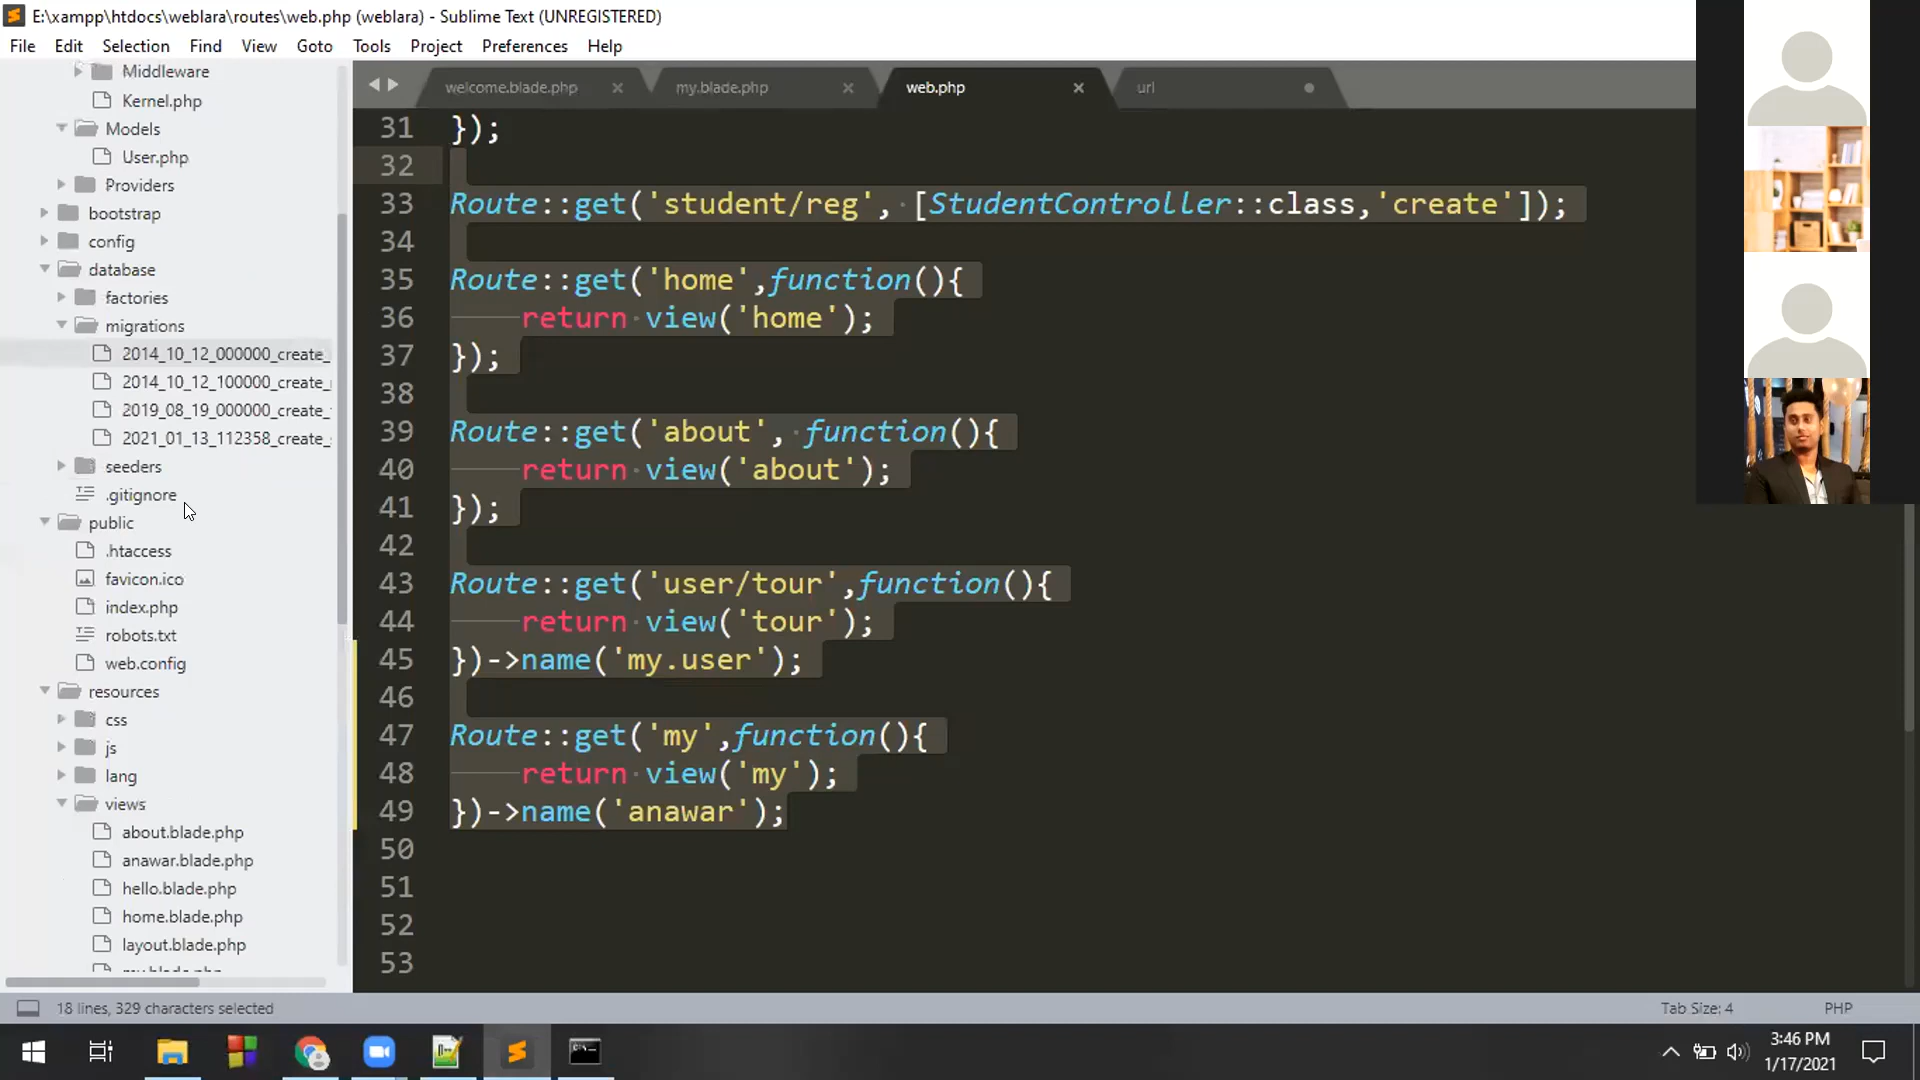 E:\xampp\htdocs\weblara\routes\web.php (weblara) - Sublime Text (UNREGISTERED)
File Edit Selection Find View Goto Tools Project Preferences Help
Middleware
Kernel.php
Models
User.php
Providers
bootstrap
config
database
factories
migrations
2014_10_12_000000_create_
2014_10_12_100000_create_
2019_08_19_000000_create_
2021_01_13_112358_create_
seeders
.gitignore
public
.htaccess
favicon.ico
index.php
robots.txt
web.config
resources
css
js
lang
views
about.blade.php
anawar.blade.php
hello.blade.php
home.blade.php
layout.blade.php
my.blade.php
welcome.blade.php my.blade.php web.php url
31 });
32
33 Route::get('student/reg', [StudentController::class,'create']);
34
35 Route::get('home',function(){
36 return view('home');
37 });
38
39 Route::get('about', function(){
40 return view('about');
41 });
42
43 Route::get('user/tour',function(){
44 return view('tour');
45 })->name('my.user');
46
47 Route::get('my',function(){
48 return view('my');
49 })->name('anawar');
50
51
52
53
18 lines, 329 characters selected Tab Size: 4 PHP
3:46 PM
1/17/2021